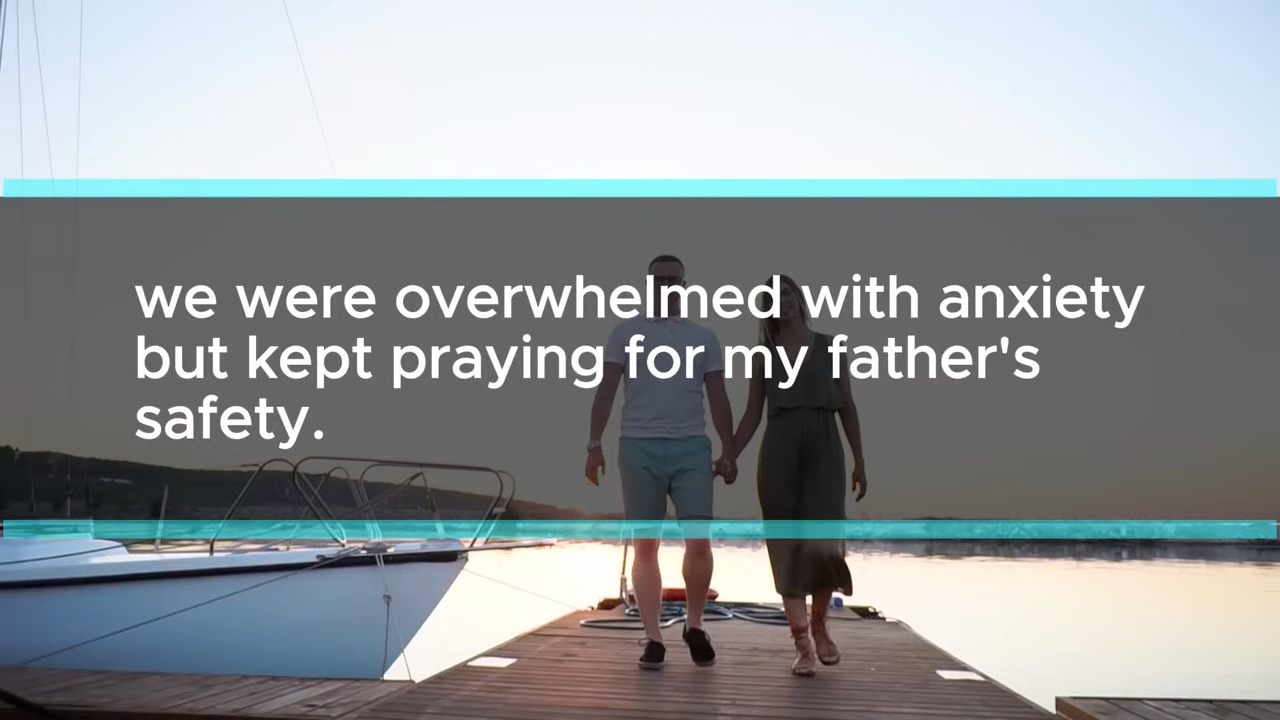 we were overwhelmed with anxiety
but kept praying for my father's
safety.